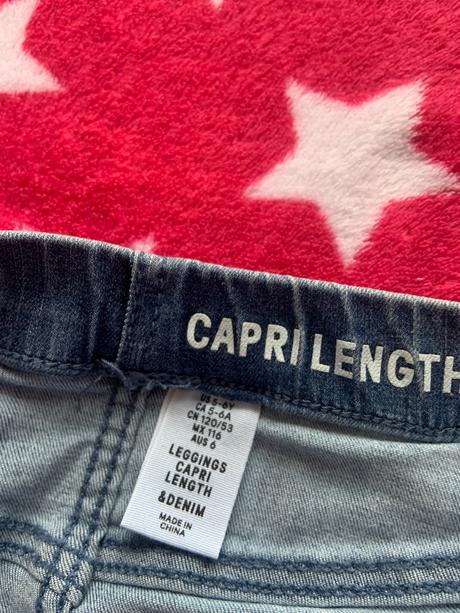 CAPRI LENGTH
US 5-6Y
CA 5-6A
CN 120/53
MX 116
AUS 6
LEGGINGS
CAPRI
LENGTH
&DENIM
MADE IN
CHINA